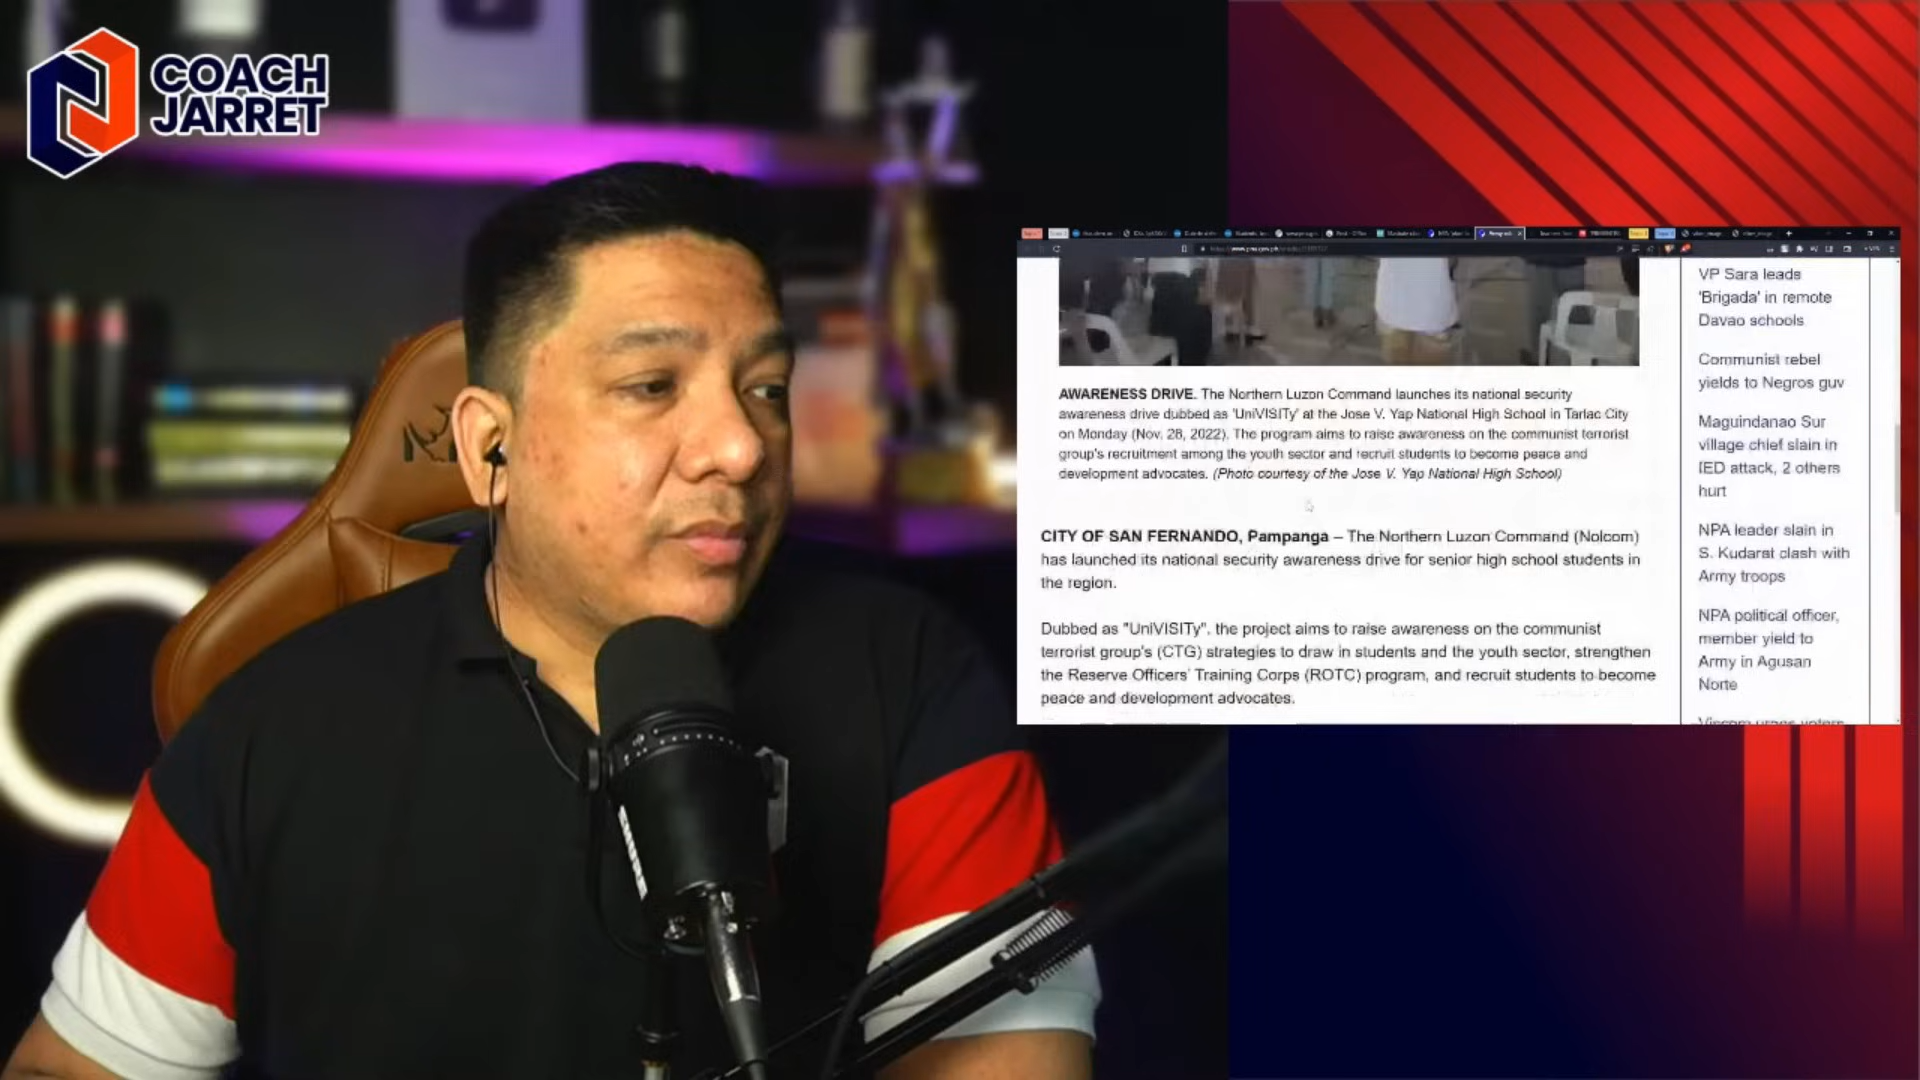 COACH
JARRET
AWARENESS DRIVE. The Northern Luzon Command launches its national security
awareness drive dubbed as 'UniVISITy' at the Jose V. Yap National High School in Tarlac City
on Monday (Nov. 28, 2022). The program aims to raise awareness on the communist terrorist
group's recruitment among the youth sector and recruit students to become peace and
development advocates. (Photo courtesy of the Jose V. Yap National High School)
CITY OF SAN FERNANDO, Pampanga – The Northern Luzon Command (Nolcom)
has launched its national security awareness drive for senior high school students in
the region.
Dubbed as "UniVISITy", the project aims to raise awareness on the communist
terrorist group's (CTG) strategies to draw in students and the youth sector, strengthen
the Reserve Officers' Training Corps (ROTC) program, and recruit students to become
peace and development advocates.
VP Sara leads
'Brigada' in remote
Davao schools
Communist rebel
yields to Negros guv
Maguindanao Sur
village chief slain in
IED attack, 2 others
hurt
NPA leader slain in
S. Kudarat clash with
Army troops
NPA political officer,
member yield to
Army in Agusan
Norte
SHURE